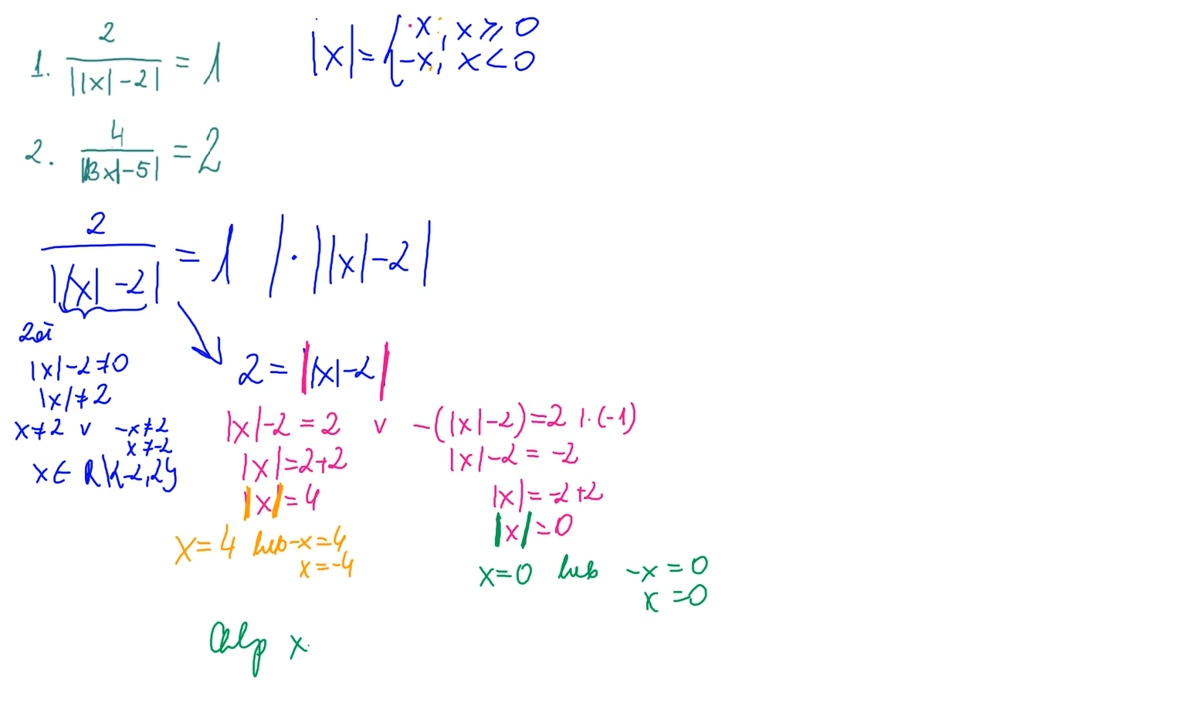 1. 2/||x|-2| = 1
|x| = { x, x ⩾ 0
-x, x < 0
2. 4/||3x|-5| = 2
2/||x|-2| = 1 |·||x|-2|
Zał
|x|-2≠0
|x|≠2
x≠2 v -x≠2
x≠-2
x∈R\{-2,2}
2 = ||x|-2|
|x|-2=2 v -(|x|-2)=2 |·(-1)
|x|=2+2
|x|=4
x=4 lub -x=4
x=-4
|x|-2=-2
|x|=-2+2
|x|=0
x=0 lub -x=0
x=0
Odp x